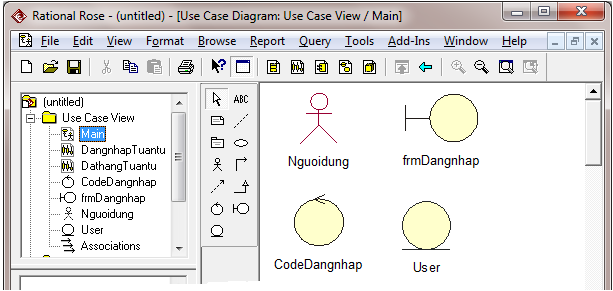 Rational Rose - (untitled) - [Use Case Diagram: Use Case View / Main]
File Edit View Format Browse Report Query Tools Add-Ins Window Help
(untitled)
Use Case View
Main
DangnhapTuantu
DathangTuantu
CodeDangnhap
frmDangnhap
Nguoidung
User
Associations
ABC
Nguoidung
frmDangnhap
CodeDangnhap
User